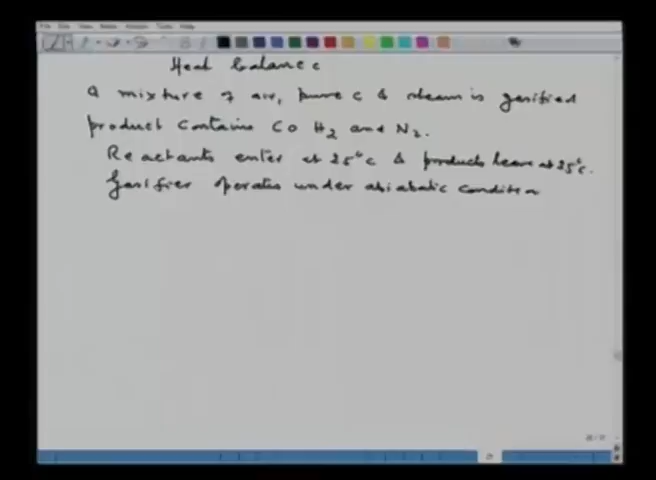 Heat balance
a mixture of air, pure c & steam is gasified
product contains CO H2 and N2.
Reactants enter at 25°C & products leave at 25°C.
Gasifier operates under abiabatic condition